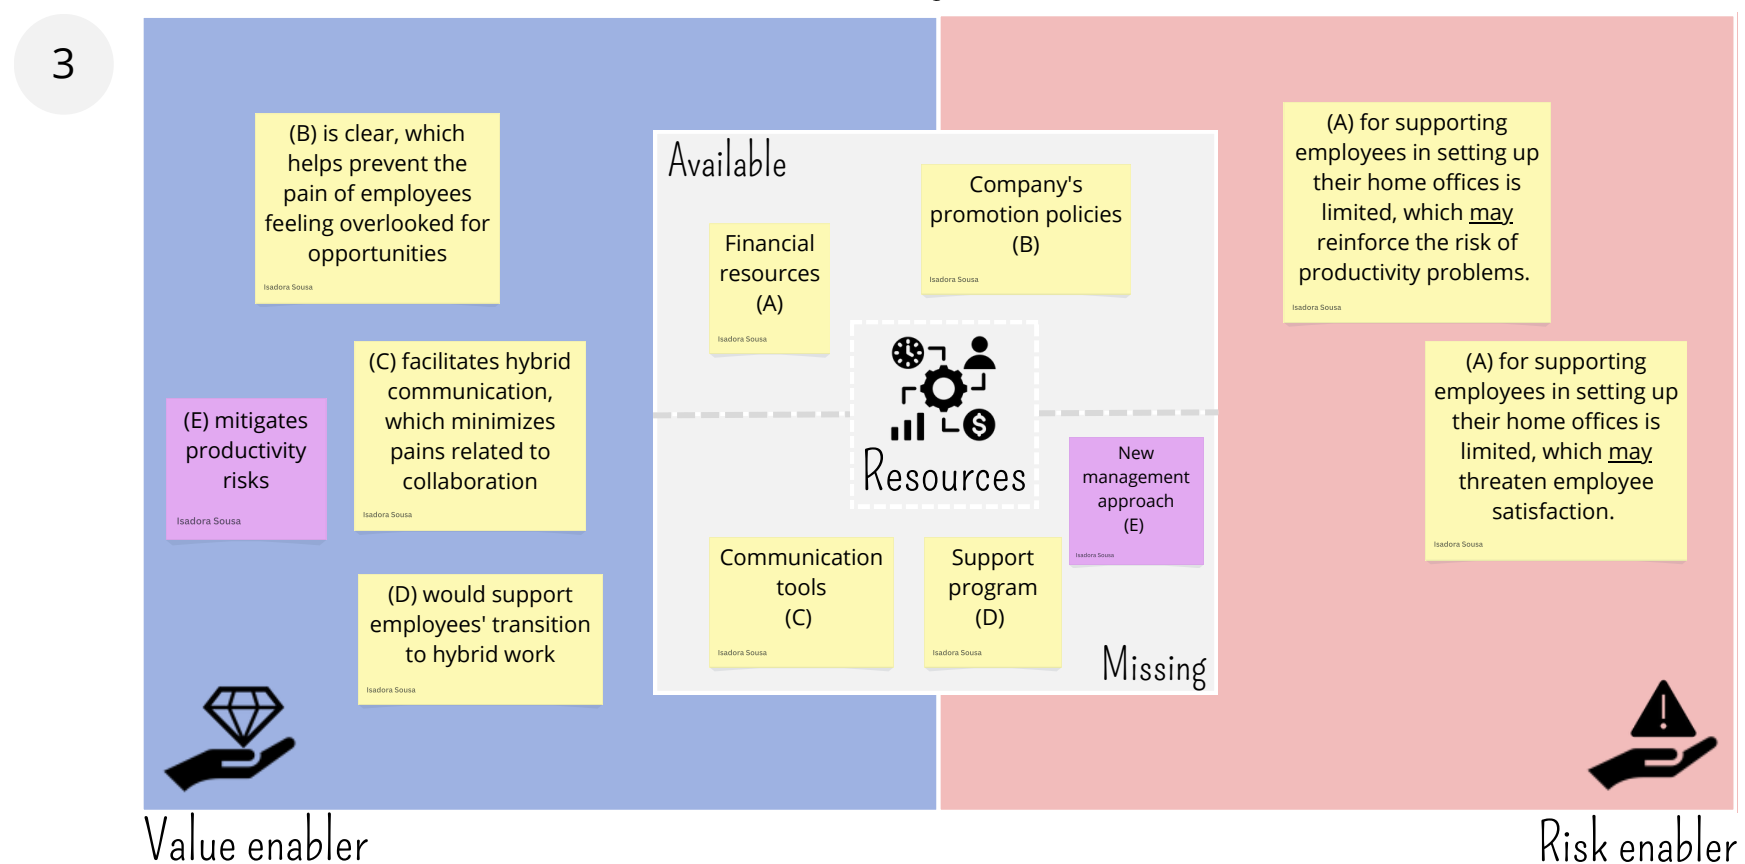 3
(B) is clear, which
helps prevent the
pain of employees
feeling overlooked for
opportunities
Isadora Sousa
(C) facilitates hybrid
communication,
which minimizes
pains related to
collaboration
Isadora Sousa
(E) mitigates
productivity
risks
Isadora Sousa
(D) would support
employees' transition
to hybrid work
Isadora Sousa
Value enabler
Available
Financial
resources
(A)
Isadora Sousa
Company's
promotion policies
(B)
Isadora Sousa
$
Resources
New
management
approach
(E)
Isadora Sousa
Communication
tools
(C)
Isadora Sousa
Support
program
(D)
Isadora Sousa
Missing
(A) for supporting
employees in setting up
their home offices is
limited, which may
reinforce the risk of
productivity problems.
Isadora Sousa
(A) for supporting
employees in setting up
their home offices is
limited, which may
threaten employee
satisfaction.
Isadora Sousa
!
Risk enabler